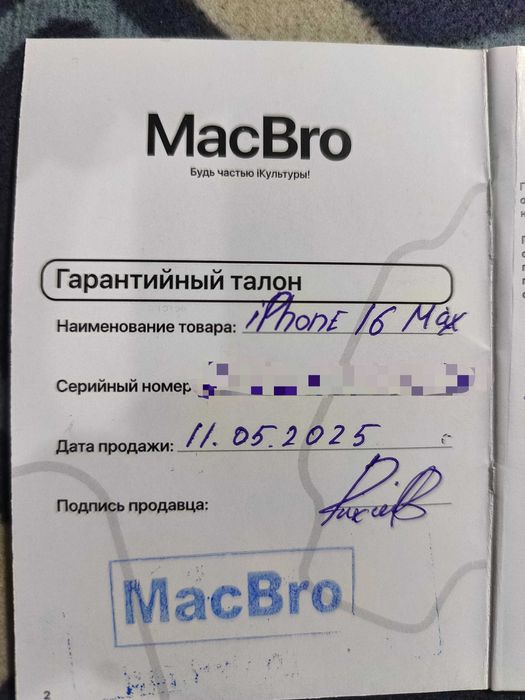 MacBro
Будь частью iКультуры!
Гарантийный талон
Наименование товара: iPhone 16 Max
Серийный номер
Дата продажи: 11.05.2025
Подпись продавца:
MacBro
2